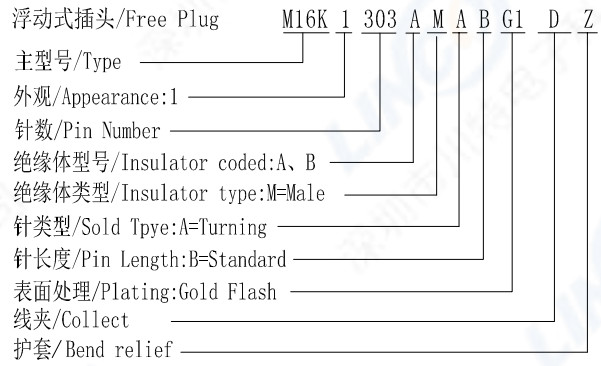 浮动式插头/Free Plug M16K 1 303 A M A B G1 D Z
主型号/Type
外观/Appearance:1
针数/Pin Number
绝缘体型号/Insulator coded:A、B
绝缘体类型/Insulator type:M=Male
针类型/Sold Tpye:A=Turning
针长度/Pin Length:B=Standard
表面处理/Plating:Gold Flash
线夹/Collect
护套/Bend relief